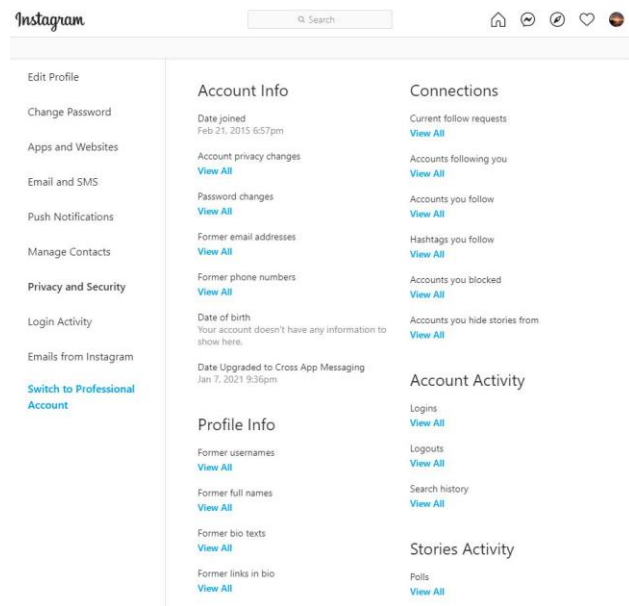 Instagram
Search
Edit Profile
Change Password
Apps and Websites
Email and SMS
Push Notifications
Manage Contacts
Privacy and Security
Login Activity
Emails from Instagram
Switch to Professional
Account
Account Info
Date joined
Feb 21, 2015 6:57pm
Account privacy changes
View All
Password changes
View All
Former email addresses
View All
Former phone numbers
View All
Date of birth
Your account doesn't have any information to
show here.
Date Upgraded to Cross App Messaging
Jan 7, 2021 9:36pm
Profile Info
Former usernames
View All
Former full names
View All
Former bio texts
View All
Former links in bio
View All
Connections
Current follow requests
View All
Accounts following you
View All
Accounts you follow
View All
Hashtags you follow
View All
Accounts you blocked
View All
Accounts you hide stories from
View All
Account Activity
Logins
View All
Logouts
View All
Search history
View All
Stories Activity
Polls
View All